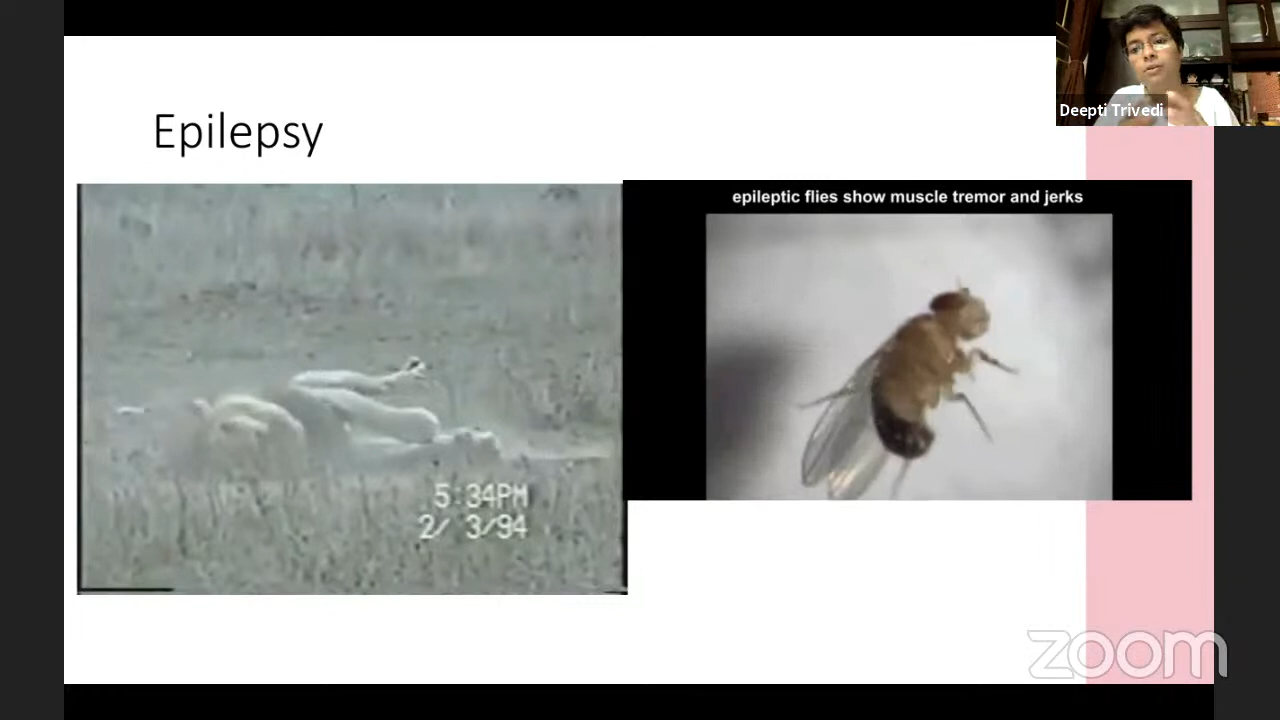 Deepti Trivedi
Epilepsy
epileptic flies show muscle tremor and jerks
5:34PM
2/ 3/94
zoom